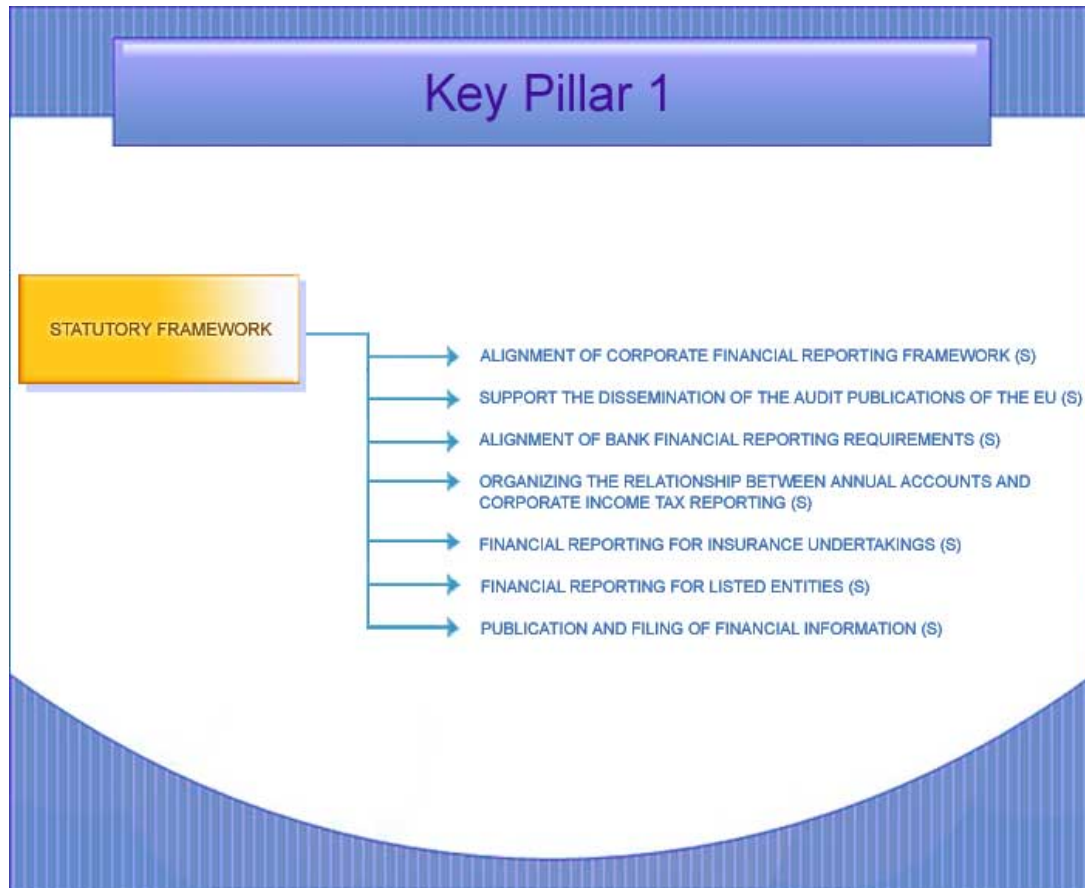 Key Pillar 1
STATUTORY FRAMEWORK
ALIGNMENT OF CORPORATE FINANCIAL REPORTING FRAMEWORK (S)
SUPPORT THE DISSEMINATION OF THE AUDIT PUBLICATIONS OF THE EU (S)
ALIGNMENT OF BANK FINANCIAL REPORTING REQUIREMENTS (S)
ORGANIZING THE RELATIONSHIP BETWEEN ANNUAL ACCOUNTS AND
CORPORATE INCOME TAX REPORTING (S)
FINANCIAL REPORTING FOR INSURANCE UNDERTAKINGS (S)
FINANCIAL REPORTING FOR LISTED ENTITIES (S)
PUBLICATION AND FILING OF FINANCIAL INFORMATION (S)